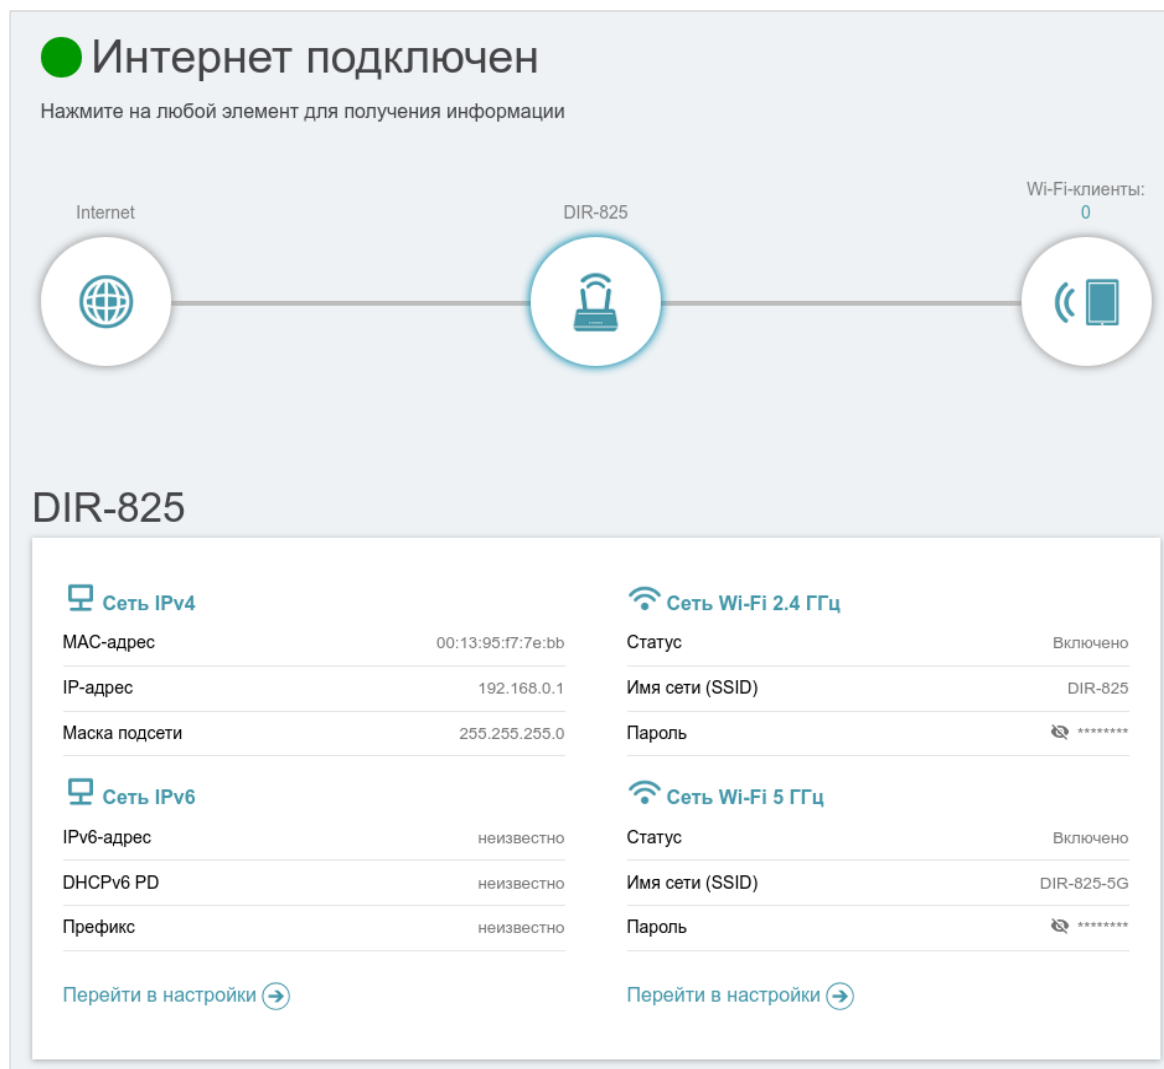 Интернет подключен
Нажмите на любой элемент для получения информации
Internet
DIR-825
Wi-Fi-клиенты:
0
DIR-825
Сеть IPv4
MAC-адрес 00:13:95:f7:7e:bb
IP-адрес 192.168.0.1
Маска подсети 255.255.255.0
Сеть IPv6
IPv6-адрес неизвестно
DHCPv6 PD неизвестно
Префикс неизвестно
Перейти в настройки
Сеть Wi-Fi 2.4 ГГц
Статус Включено
Имя сети (SSID) DIR-825
Пароль ********
Сеть Wi-Fi 5 ГГц
Статус Включено
Имя сети (SSID) DIR-825-5G
Пароль ********
Перейти в настройки